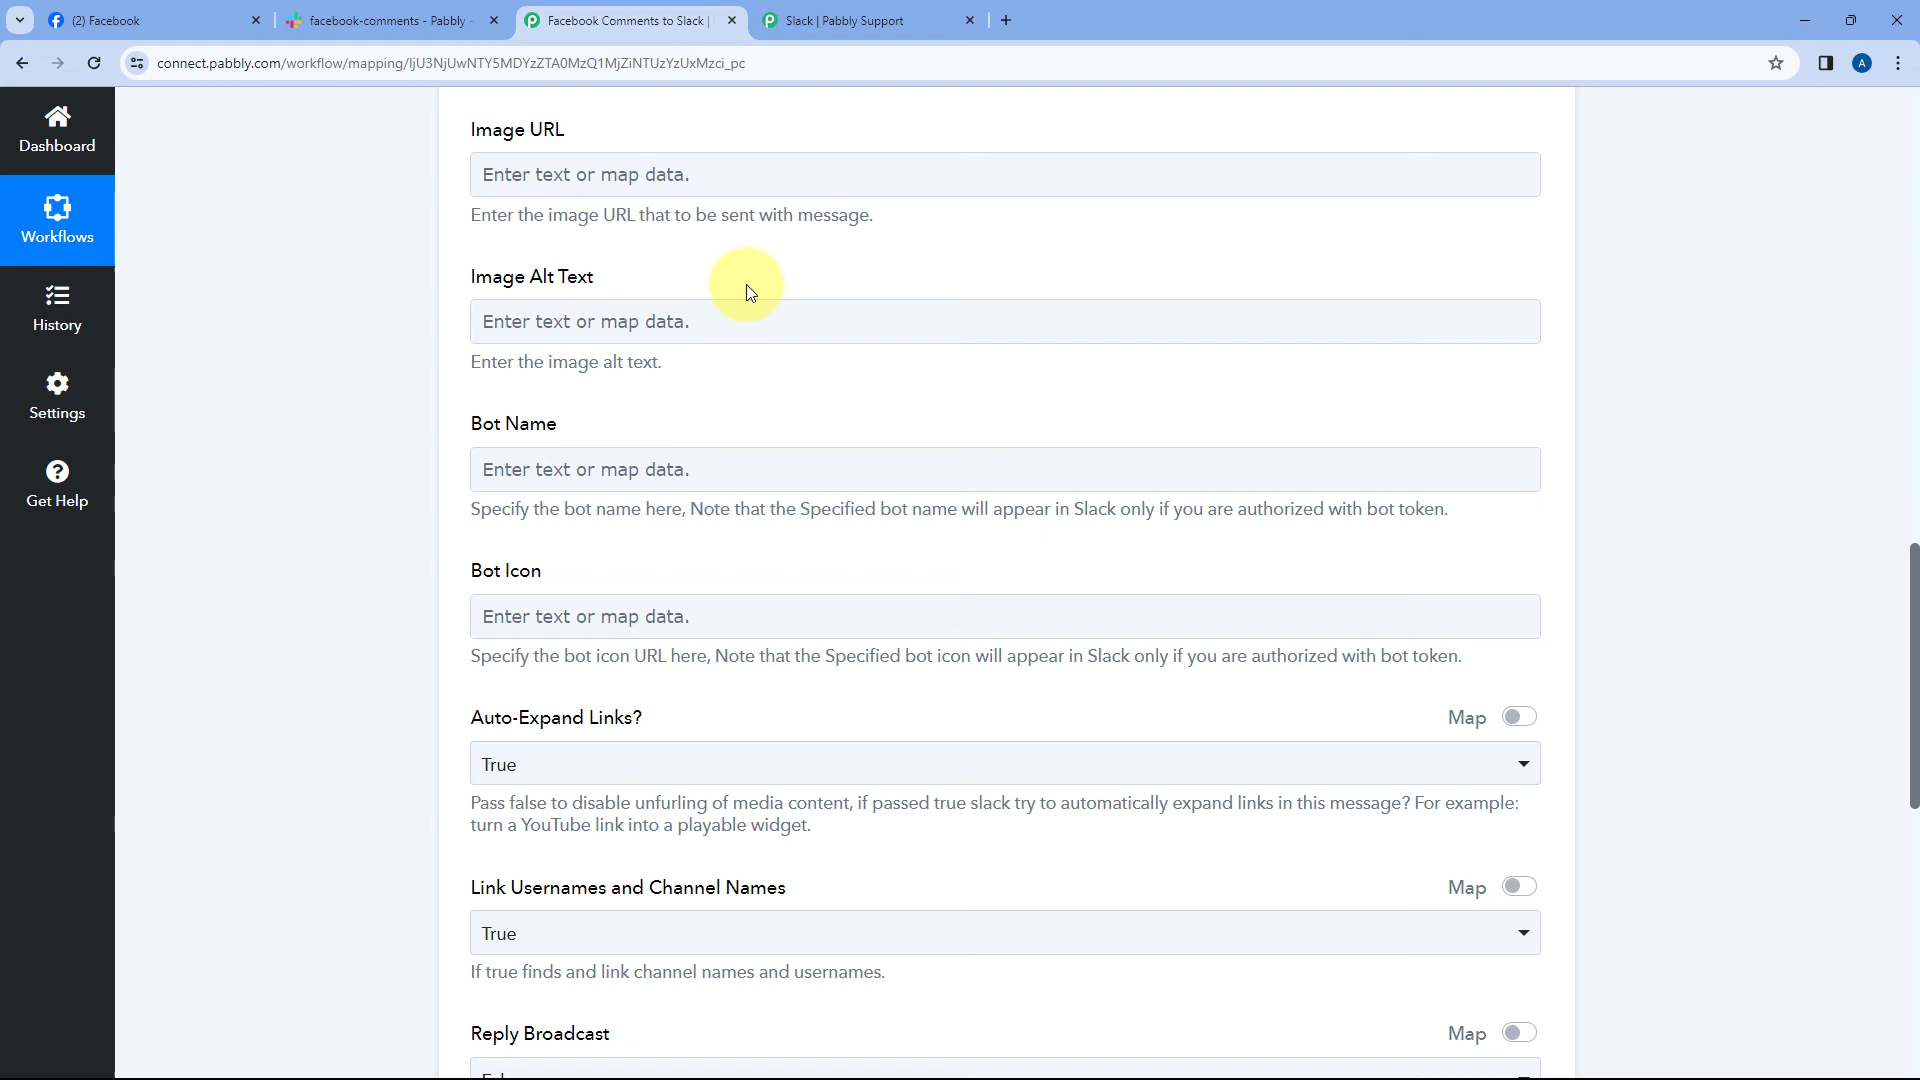 (2) Facebook
facebook-comments - Pabbly -
Facebook Comments to Slack |
Slack | Pabbly Support
connect.pabbly.com/workflow/mapping/IjU3NjUwNTY5MDYzZTA0MzQ1MjZiNTUzYzUxMzci_pc
A
Dashboard
Workflows
History
Settings
Get Help
Image URL
Enter text or map data.
Enter the image URL that to be sent with message.
Image Alt Text
Enter text or map data.
Enter the image alt text.
Bot Name
Enter text or map data.
Specify the bot name here, Note that the Specified bot name will appear in Slack only if you are authorized with bot token.
Bot Icon
Enter text or map data.
Specify the bot icon URL here, Note that the Specified bot icon will appear in Slack only if you are authorized with bot token.
Auto-Expand Links?
Map
True
Pass false to disable unfurling of media content, if passed true slack try to automatically expand links in this message? For example:
turn a YouTube link into a playable widget.
Link Usernames and Channel Names
Map
True
If true finds and link channel names and usernames.
Reply Broadcast
Map